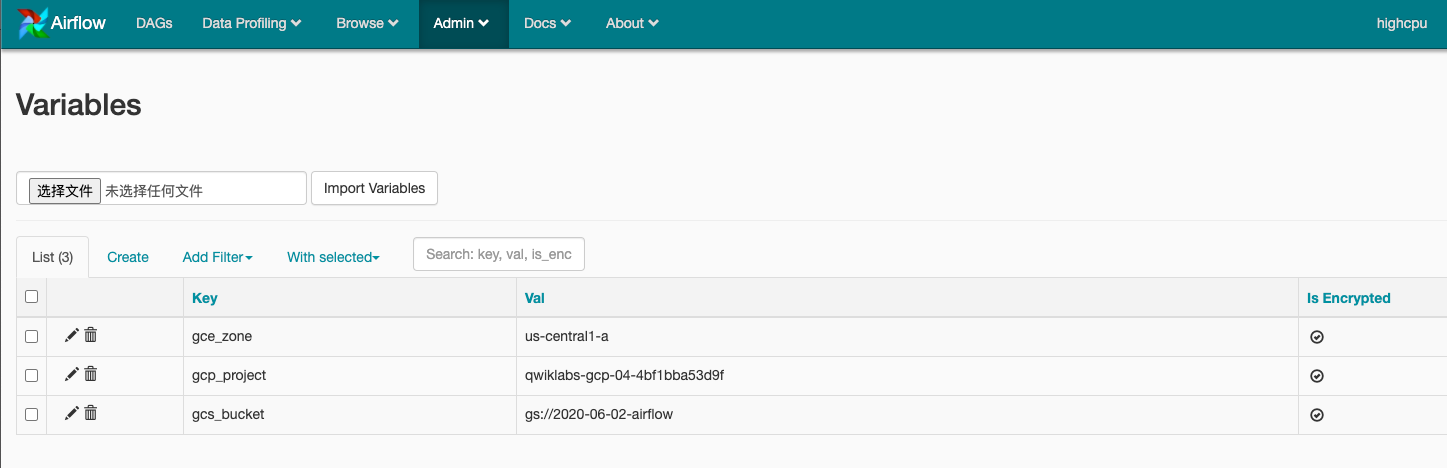 Airflow DAGs Data Profiling Browse Admin Docs About highcpu
Variables
选择文件 未选择任何文件 Import Variables
List (3) Create Add Filter With selected Search: key, val, is_enc
Key Val Is Encrypted
gce_zone us-central1-a
gcp_project qwiklabs-gcp-04-4bf1bba53d9f
gcs_bucket gs://2020-06-02-airflow